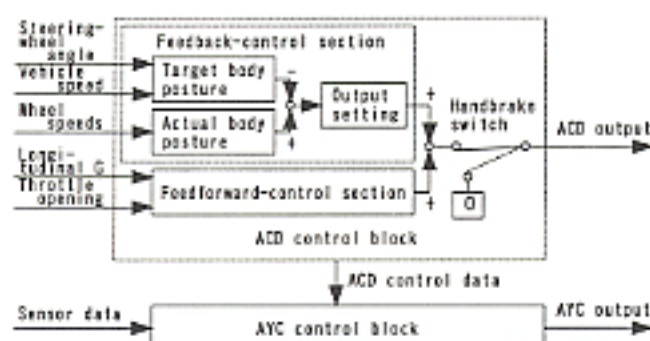 Steering-
wheel
angle
Vehicle
speed
Wheel
speeds
Longi-
tudinal G
Throttle
opening
Feedback-control section
Target body
posture
-
Actual body
posture
+
Output
setting
+
Handbrake
switch
ACD output
Feedforward-control section
+
0
ACD control block
ACD control data
Sensor data
AYC control block
AYC output